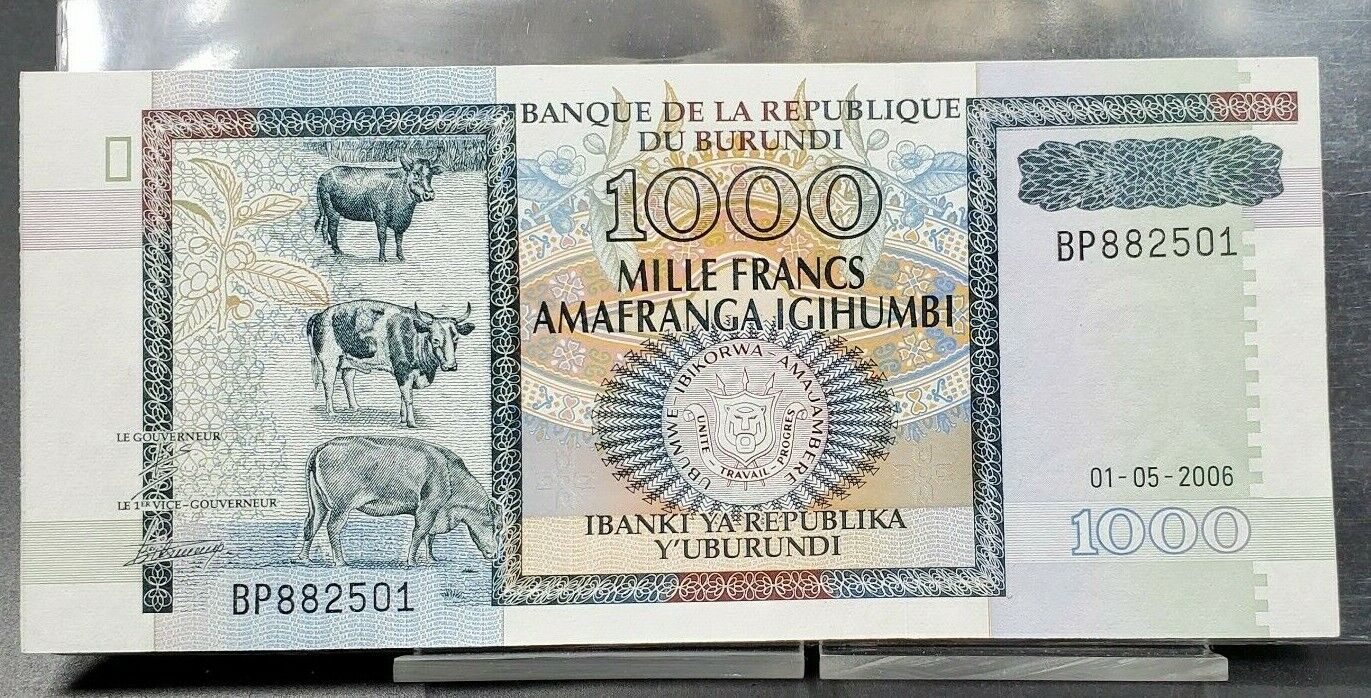 BANQUE DE LA REPUBLIQUE
DU BURUNDI
1000
MILLE FRANCS
AMAFRANGA IGIHUMBI
UBUMWE IBIKORWA AMAJAMBERE
UNITE - TRAVAIL - PROGRES
IBANKI YA REPUBLIKA
Y'UBURUNDI
LE GOUVERNEUR
LE 1ER VICE-GOUVERNEUR
BP882501
BP882501
01-05-2006
1000